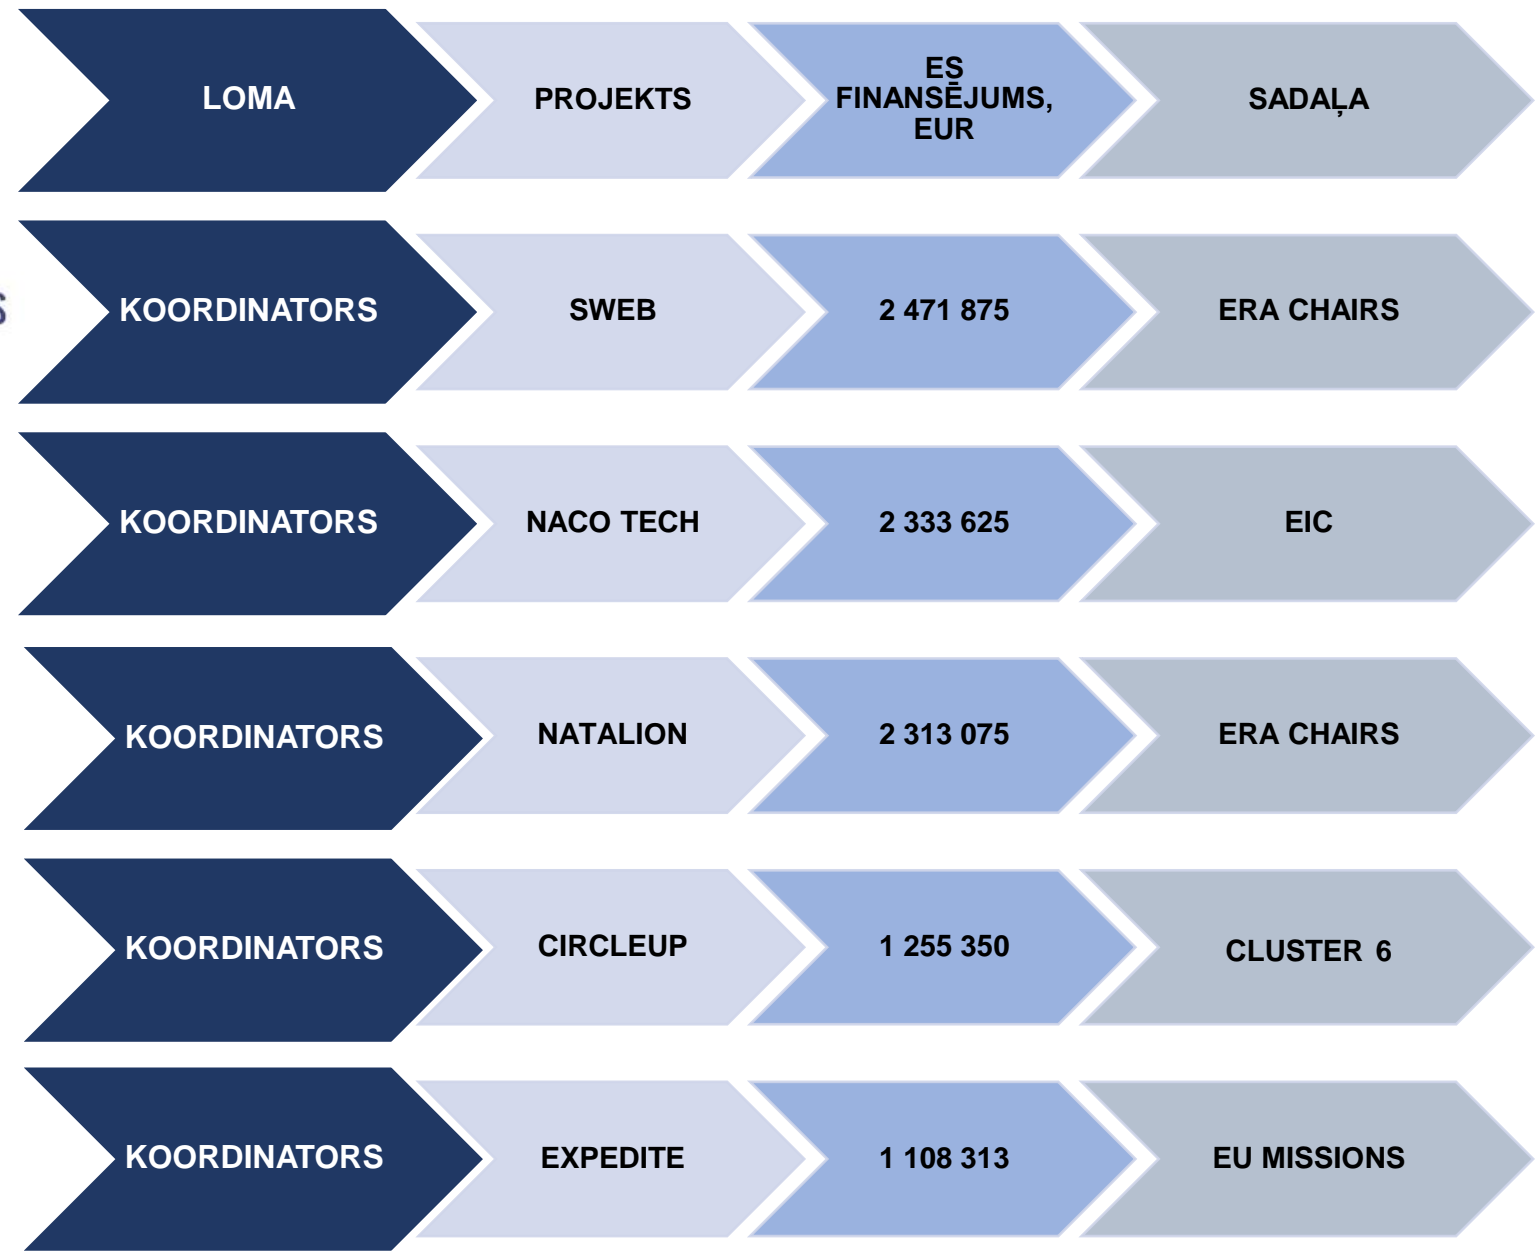 LOMA
PROJEKTS
ES
FINANSĒJUMS,
EUR
SADAĻA
KOORDINATORS
SWEB
2 471 875
ERA CHAIRS
KOORDINATORS
NACO TECH
2 333 625
EIC
KOORDINATORS
NATALION
2 313 075
ERA CHAIRS
KOORDINATORS
CIRCLEUP
1 255 350
CLUSTER 6
KOORDINATORS
EXPEDITE
1 108 313
EU MISSIONS